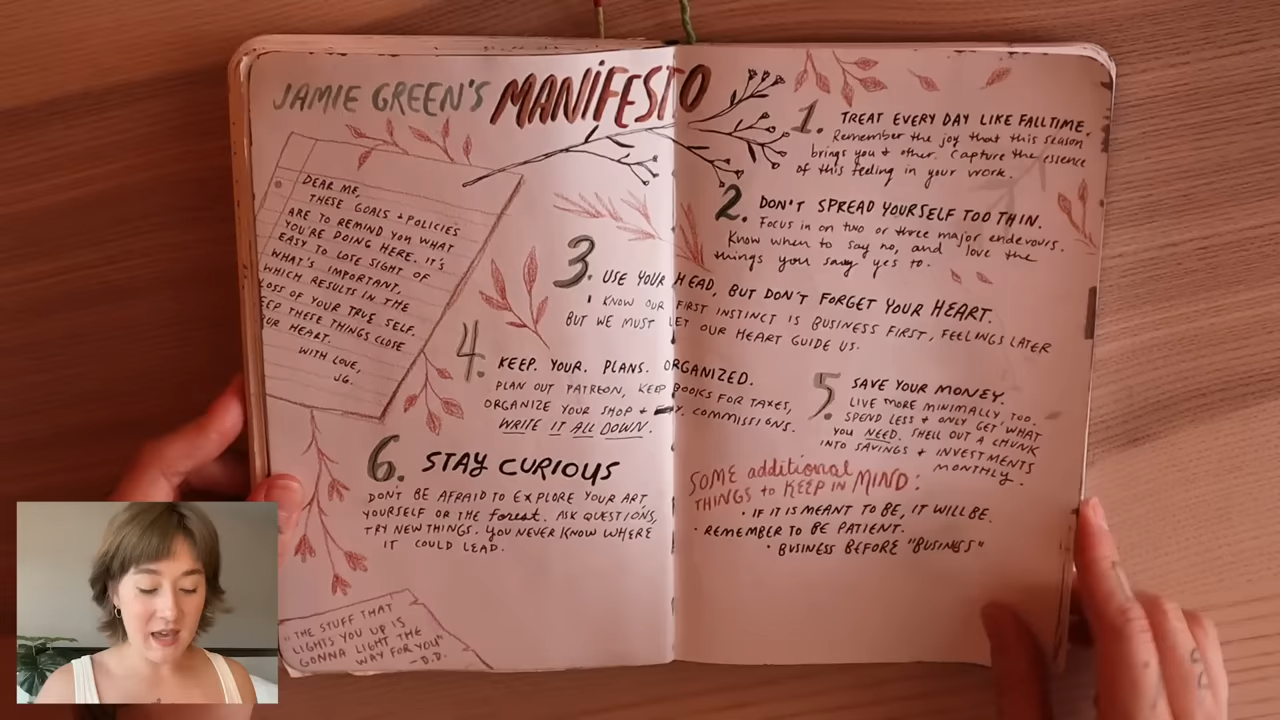 JAMIE GREEN'S MANIFESTO
DEAR ME,
THESE GOALS + POLICIES
ARE TO REMIND YOU WHAT
YOU'RE DOING HERE. IT'S
EASY TO LOSE SIGHT OF
WHAT'S IMPORTANT,
WHICH RESULTS IN THE
LOSS OF YOUR TRUE SELF.
KEEP THESE THINGS CLOSE
YOUR HEART.
WITH LOVE,
JG.
1. TREAT EVERY DAY LIKE FALLTIME.
Remember the joy that this season
brings you + other. Capture the essence
of this feeling in your work.
2. DON'T SPREAD YOURSELF TOO THIN.
Focus in on two or three major endevours.
Know when to say no, and love the
things you say yes to.
3. USE YOUR HEAD, BUT DON'T FORGET YOUR HEART.
I KNOW OUR FIRST INSTINCT IS BUSINESS FIRST, FEELINGS LATER
BUT WE MUST LET OUR HEART GUIDE US.
4. KEEP. YOUR. PLANS. ORGANIZED.
PLAN OUT PATREON, KEEP BOOKS FOR TAXES,
ORGANIZE YOUR SHOP + COMMISSIONS.
WRITE IT ALL DOWN.
5 SAVE YOUR MONEY.
LIVE MORE MINIMALLY TOO.
SPEND LESS + ONLY GET WHAT
YOU NEED. SHELL OUT A CHUNK
INTO SAVINGS + INVESTMENTS
MONTHLY.
6. STAY CURIOUS
DON'T BE AFRAID TO EXPLORE YOUR ART
YOURSELF OR THE forest. ASK QUESTIONS,
TRY NEW THINGS. YOU NEVER KNOW WHERE
IT COULD LEAD.
SOME additional
THINGS to KEEP IN MIND:
• IF IT IS MEANT TO BE, IT WILL BE.
• REMEMBER TO BE PATIENT.
• BUSINESS BEFORE "BUSINESS"
"THE STUFF THAT
LIGHTS YOU UP IS
GONNA LIGHT THE
WAY FOR YOU"
- D.D.